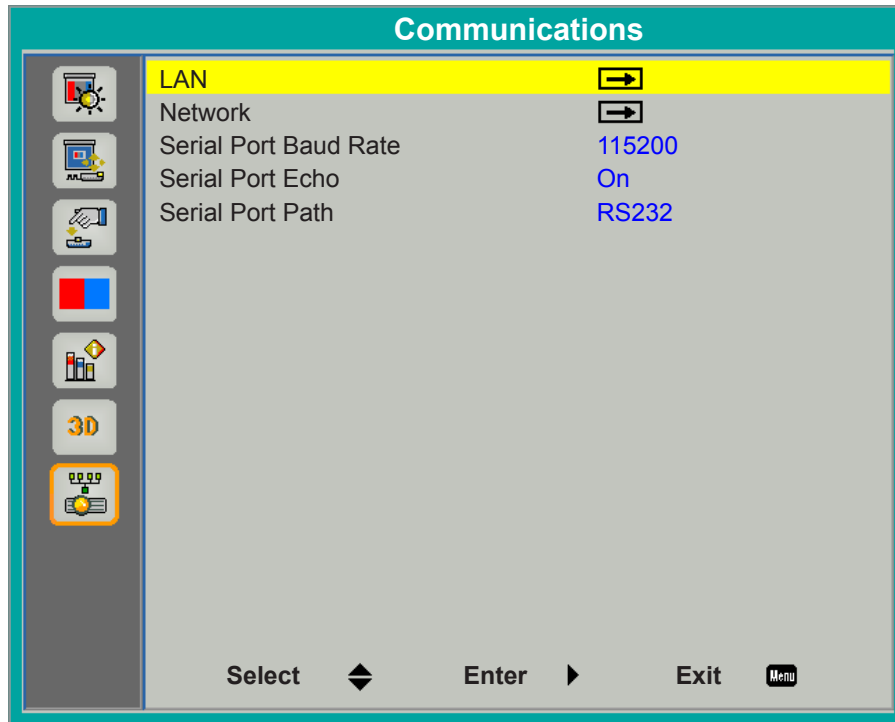 Communications
LAN
Network
Serial Port Baud Rate 115200
Serial Port Echo On
Serial Port Path RS232
3D
Select Enter Exit Menu